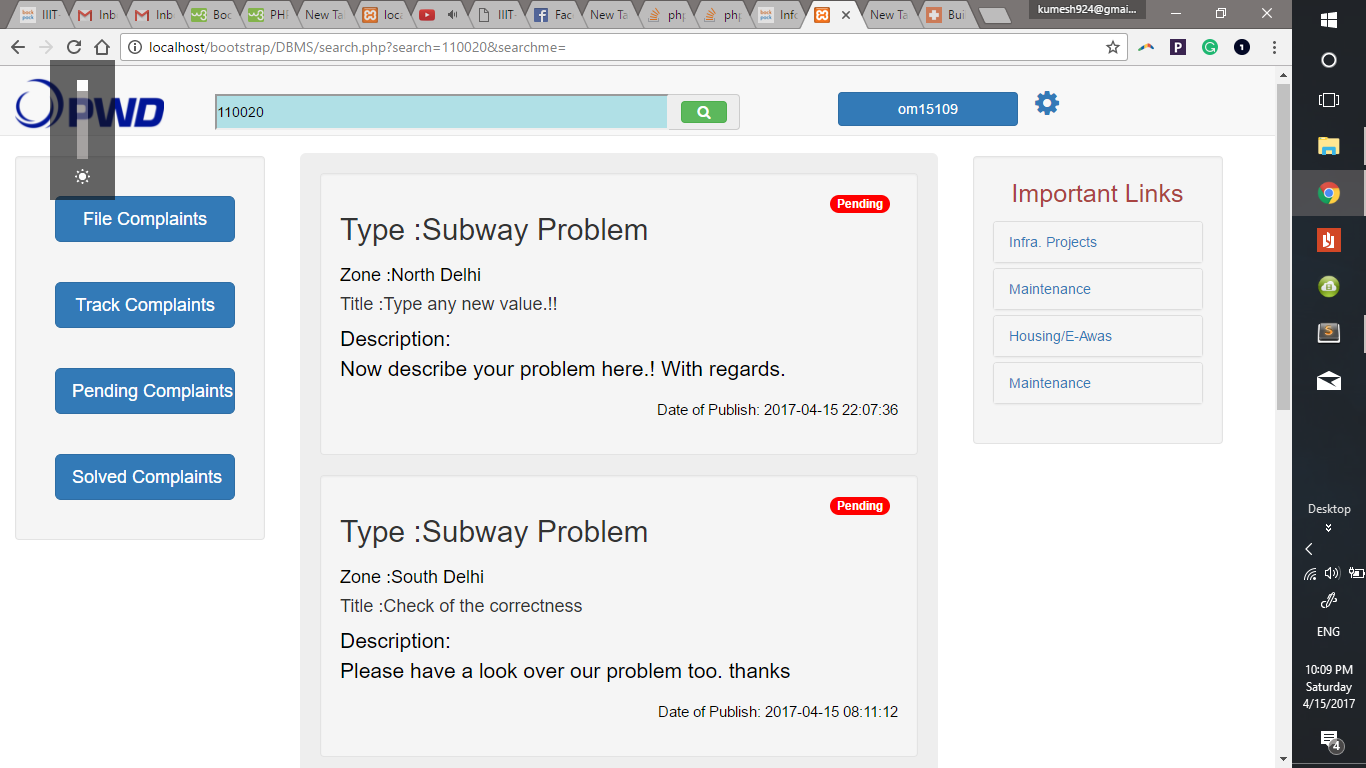 IIIT-
Inb
Inb
Boc
PHF
New Ta
loca
IIIT-
Fac
New Ta
php
php
Info
New Ta
Buil
kumesh924@gmai...
localhost/bootstrap/DBMS/search.php?search=110020&searchme=
PWD
110020
om15109
File Complaints
Track Complaints
Pending Complaints
Solved Complaints
Pending
Type :Subway Problem
Zone :North Delhi
Title :Type any new value.!!
Description:
Now describe your problem here.! With regards.
Date of Publish: 2017-04-15 22:07:36
Pending
Type :Subway Problem
Zone :South Delhi
Title :Check of the correctness
Description:
Please have a look over our problem too. thanks
Date of Publish: 2017-04-15 08:11:12
Important Links
Infra. Projects
Maintenance
Housing/E-Awas
Maintenance
Desktop
ENG
10:09 PM
Saturday
4/15/2017
4